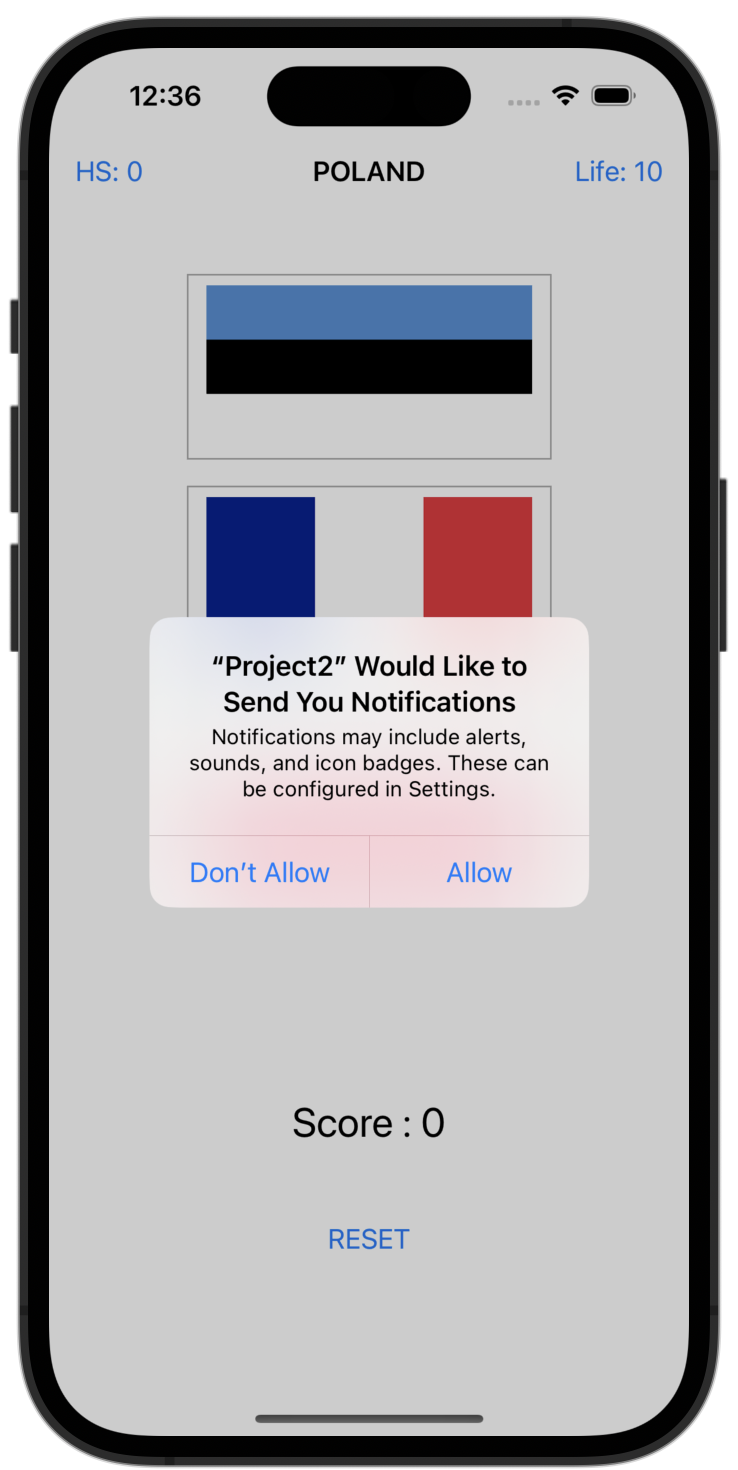 12:36
HS: 0 POLAND Life: 10
“Project2” Would Like to
Send You Notifications
Notifications may include alerts,
sounds, and icon badges. These can
be configured in Settings.
Don’t Allow Allow
Score : 0
RESET